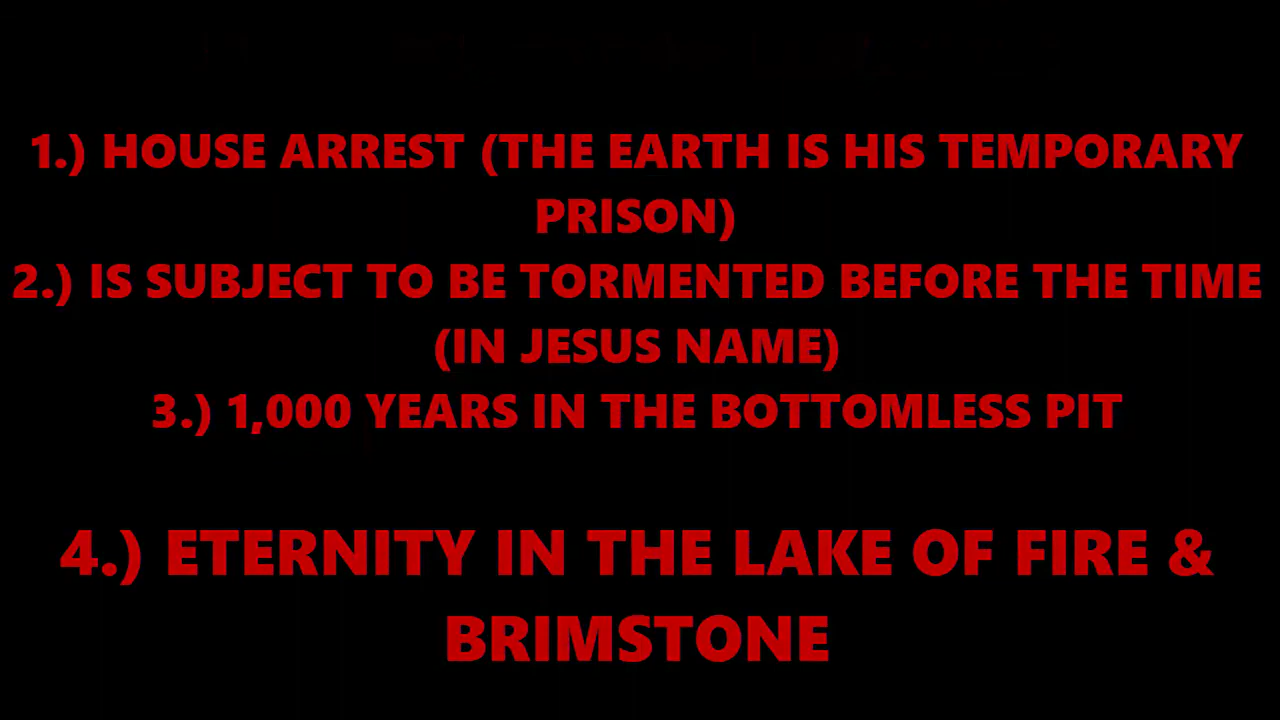 1.) HOUSE ARREST (THE EARTH IS HIS TEMPORARY
PRISON)
2.) IS SUBJECT TO BE TORMENTED BEFORE THE TIME
(IN JESUS NAME)
3.) 1,000 YEARS IN THE BOTTOMLESS PIT
4.) ETERNITY IN THE LAKE OF FIRE &
BRIMSTONE